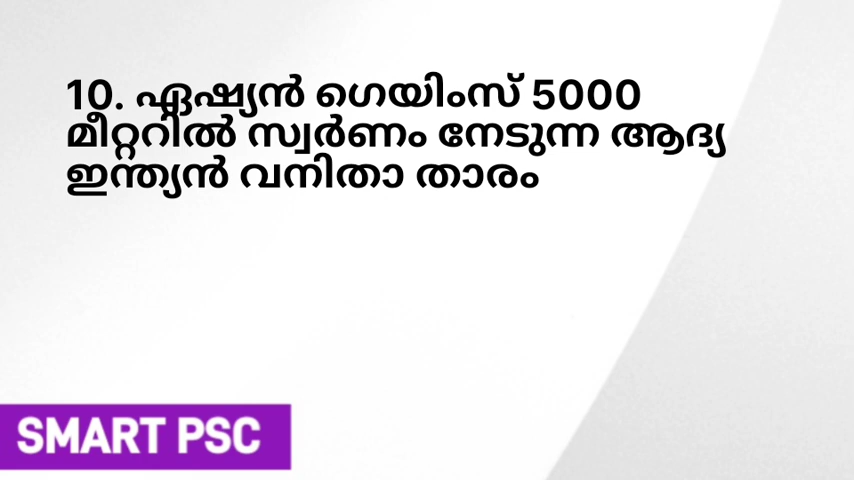 10. ഏഷ്യൻ ഗെയിംസ് 5000
മീറ്ററിൽ സ്വർണം നേടുന്ന ആദ്യ
ഇന്ത്യൻ വനിതാ താരം
SMART PSC